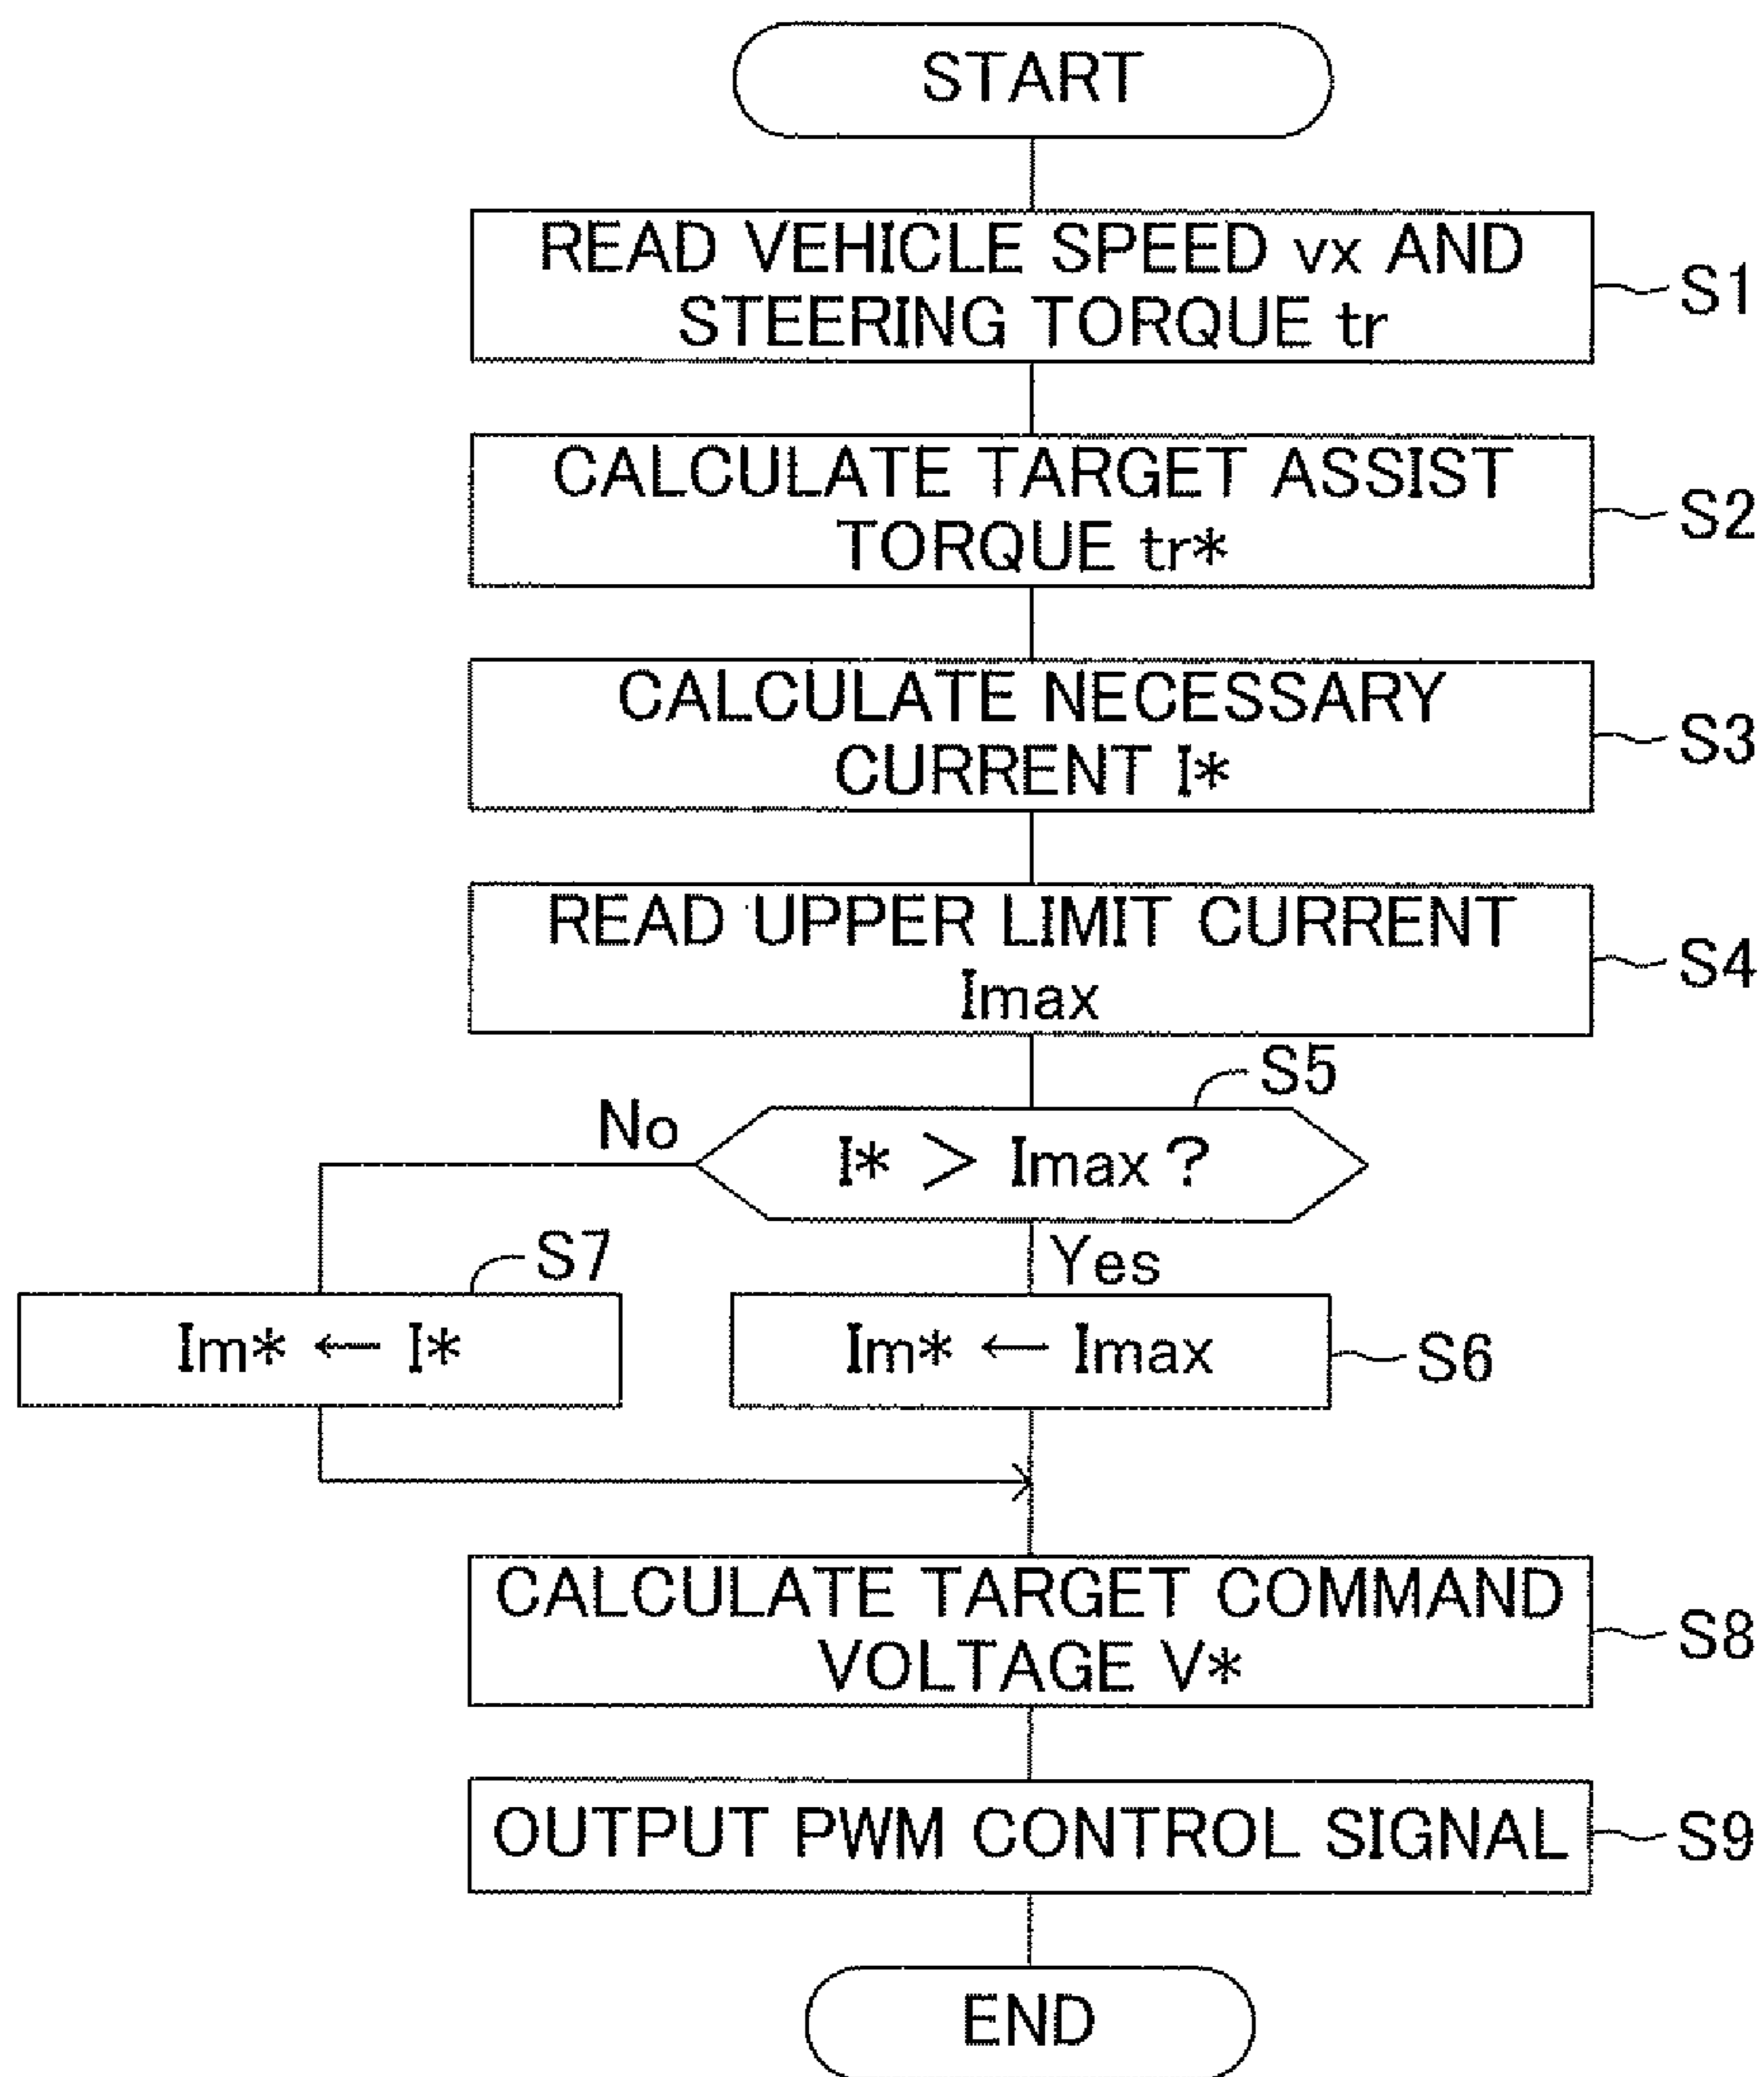 START
READ VEHICLE SPEED vx AND
STEERING TORQUE tr
S1
CALCULATE TARGET ASSIST
TORQUE tr*
S2
CALCULATE NECESSARY
CURRENT I*
S3
READ UPPER LIMIT CURRENT
Imax
S4
S5
No
I* > Imax ?
Yes
S7
Im* ← I*
Im* ← Imax
S6
CALCULATE TARGET COMMAND
VOLTAGE V*
S8
OUTPUT PWM CONTROL SIGNAL
S9
END